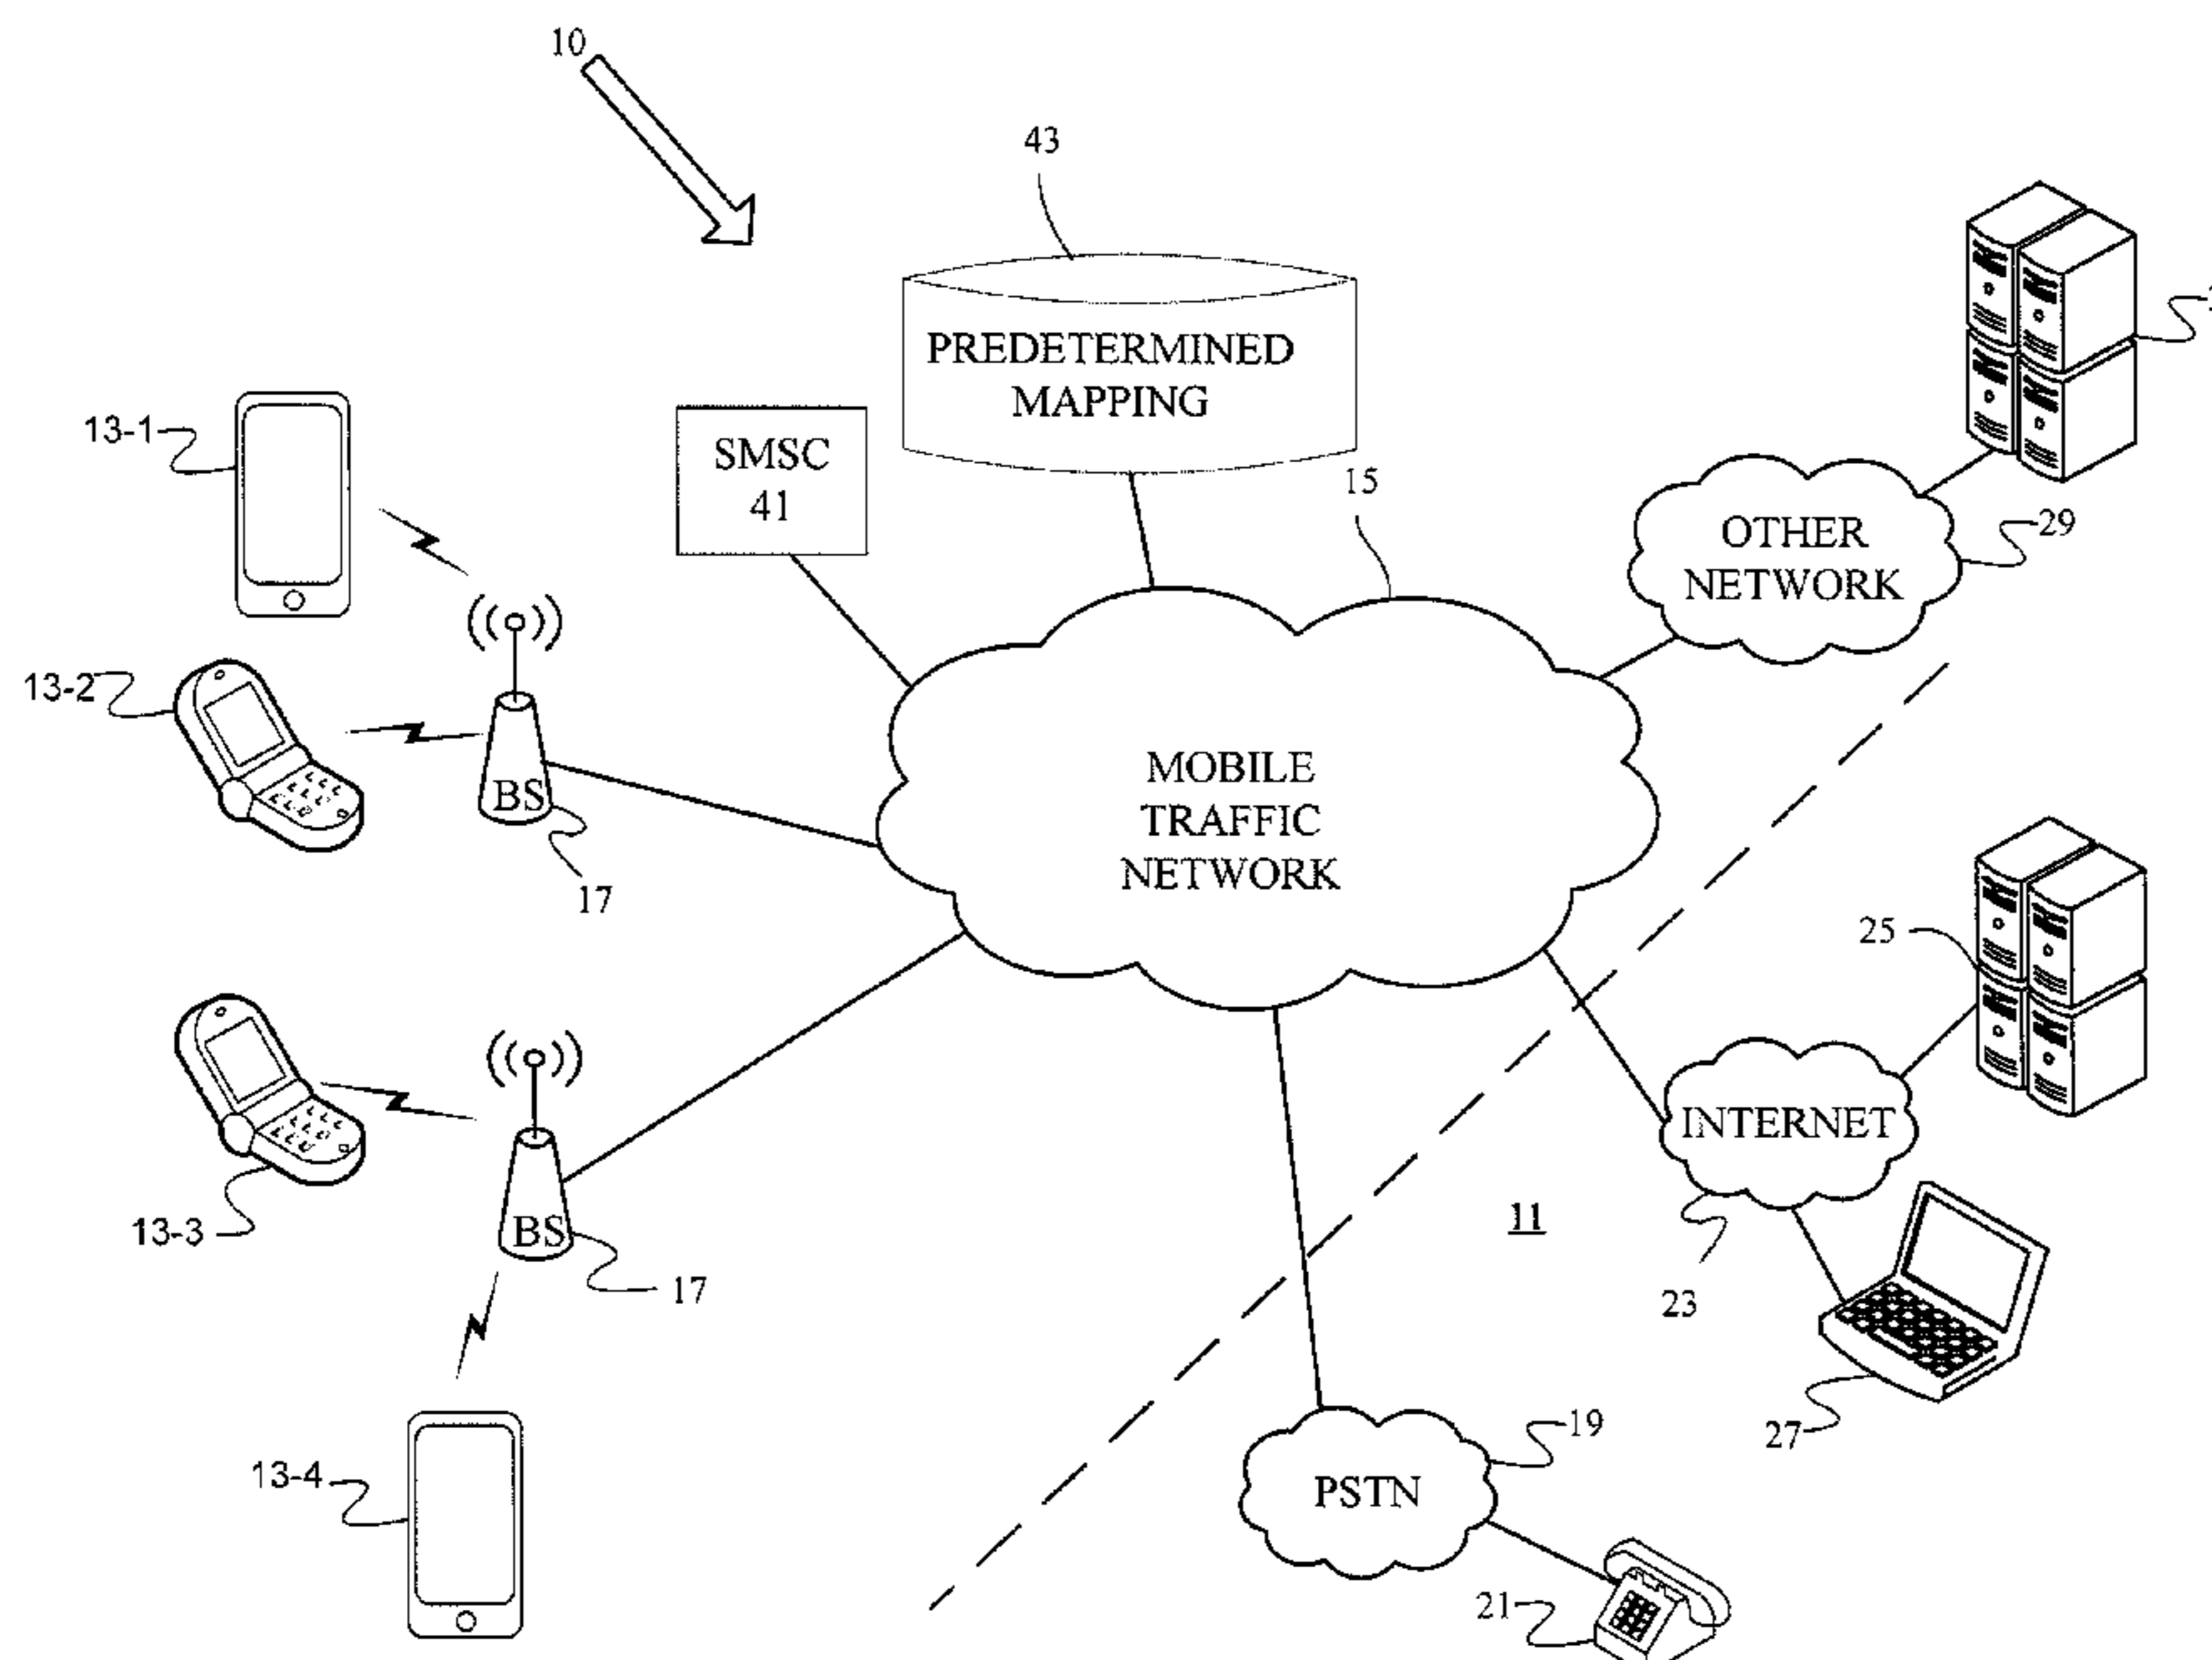 10
43
PREDETERMINED
MAPPING
13-1
SMSC
41
15
OTHER
NETWORK
29
13-2
BS
17
MOBILE
TRAFFIC
NETWORK
25
INTERNET
13-3
BS
17
11
23
27
19
PSTN
13-4
21